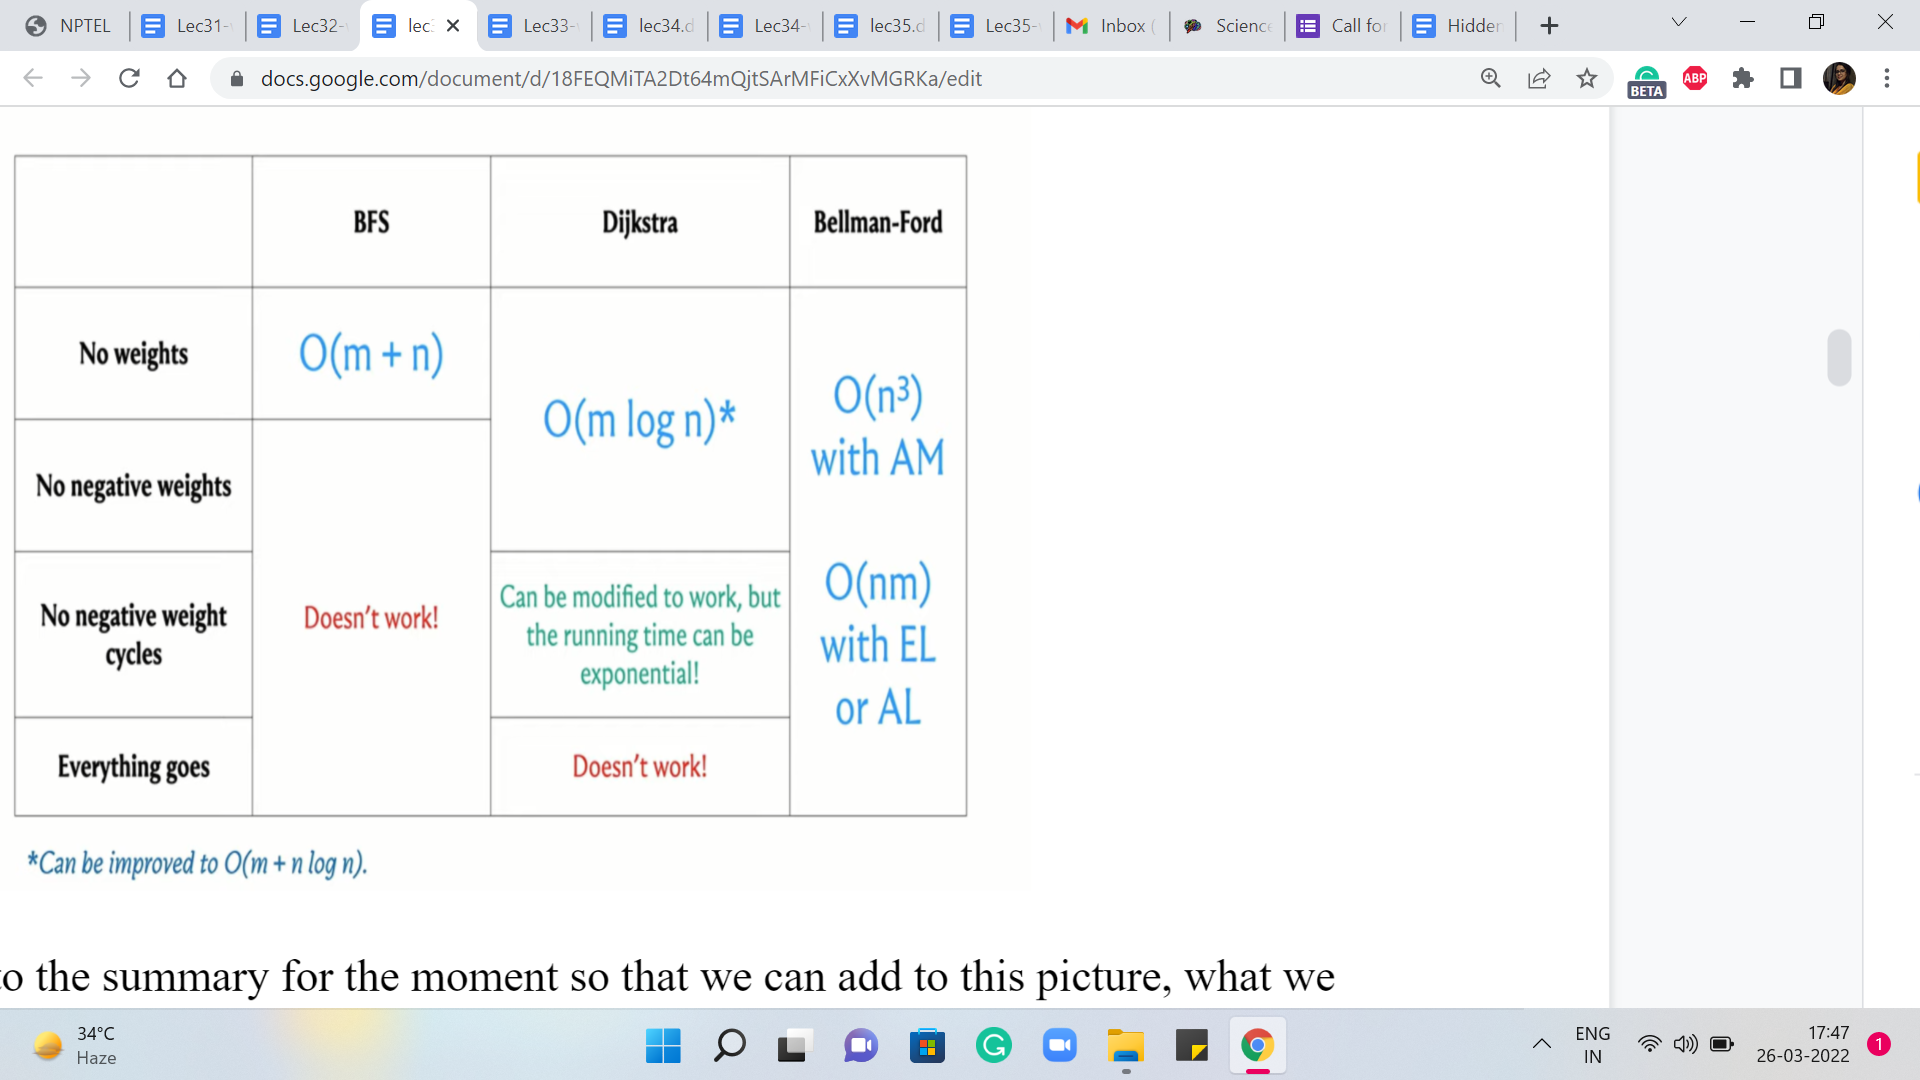 NPTEL
Lec31-
Lec32-
lec
Lec33-
lec34.d
Lec34-
lec35.d
Lec35-
Inbox (
Science
Call for
Hidden
docs.google.com/document/d/18FEQMiTA2Dt64mQjtSArMFiCxXvMGRKa/edit
BETA
ABP
BFS
Dijkstra
Bellman-Ford
No weights
O(m + n)
O(m log n)*
O(n³)
with AM
O(nm)
with EL
or AL
No negative weights
No negative weight
cycles
Doesn't work!
Can be modified to work, but
the running time can be
exponential!
Everything goes
Doesn't work!
*Can be improved to O(m + n log n).
to the summary for the moment so that we can add to this picture, what we
34°C
Haze
ENG
IN
17:47
26-03-2022
1